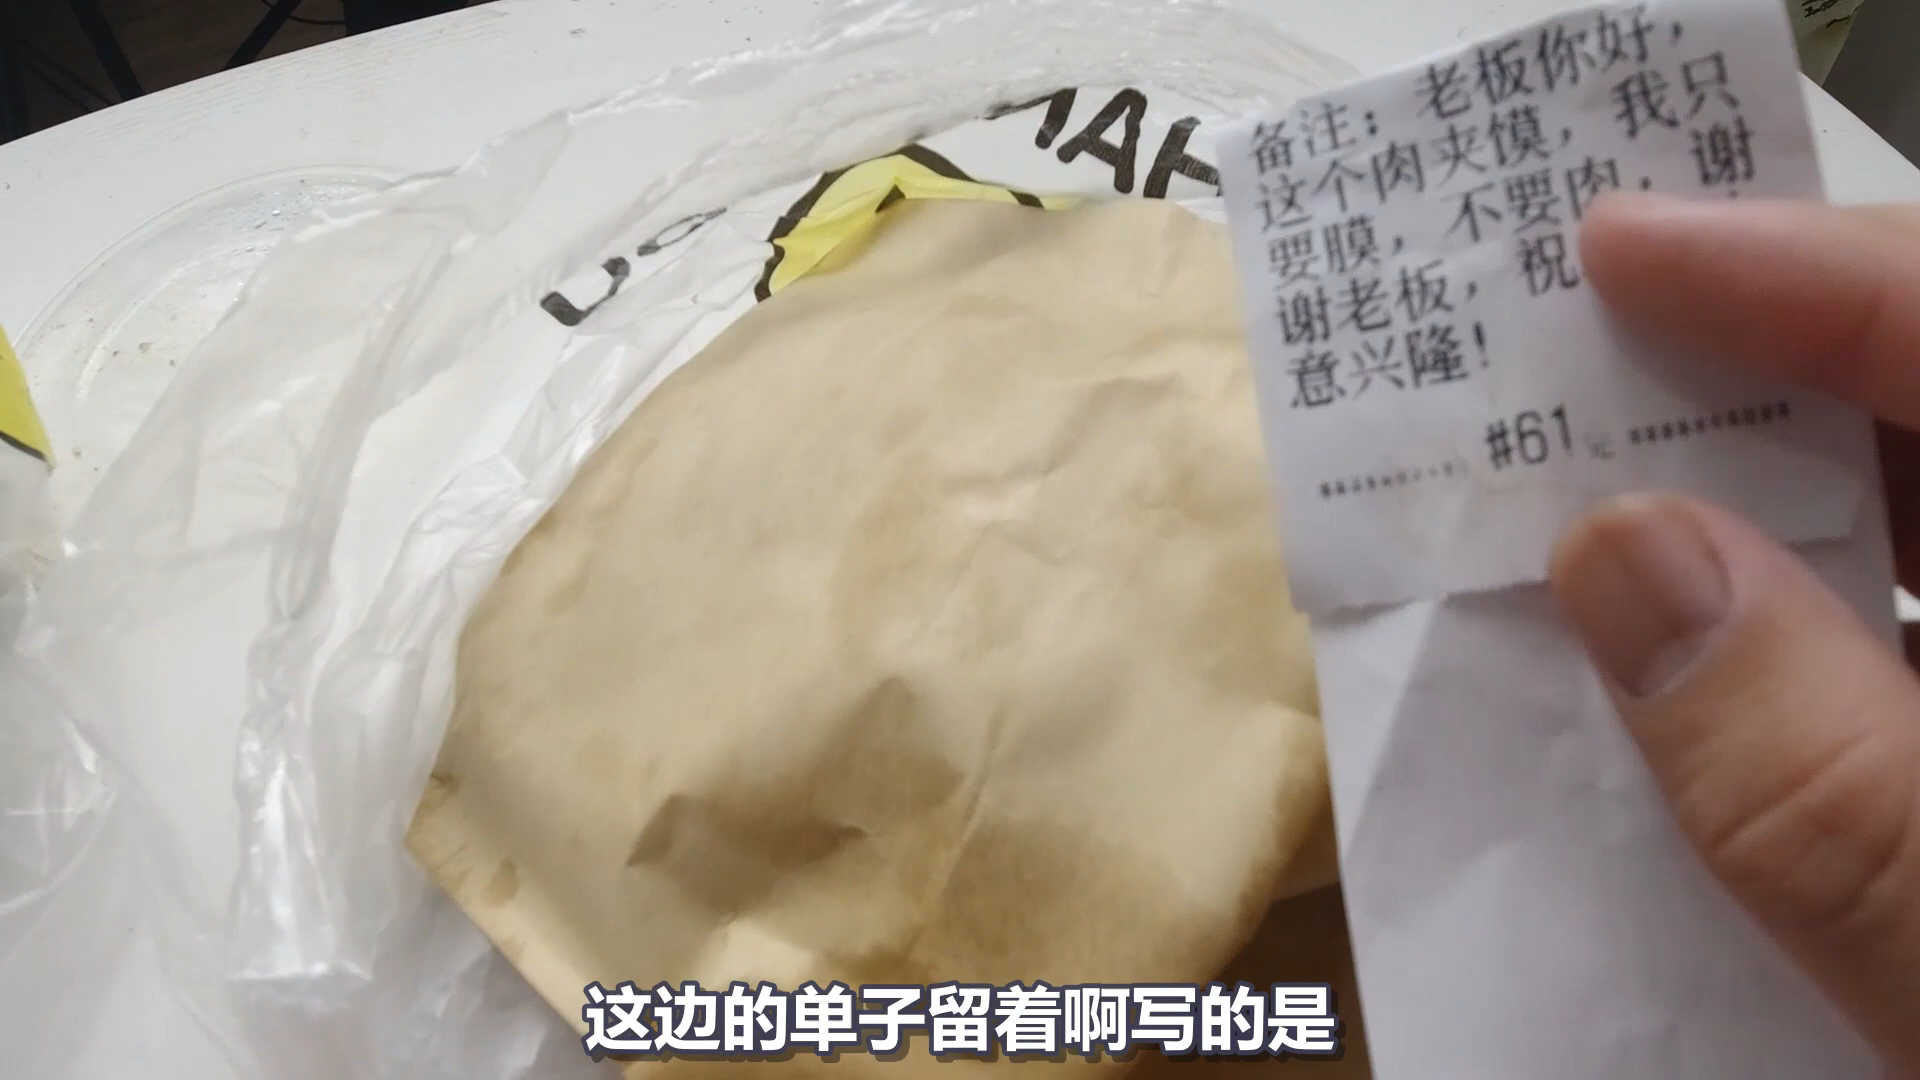 备注：老板你好，
这个肉夹馍，我只
要膜，不要肉，谢
谢老板，祝
意兴隆！
#61
这边的单子留着啊写的是